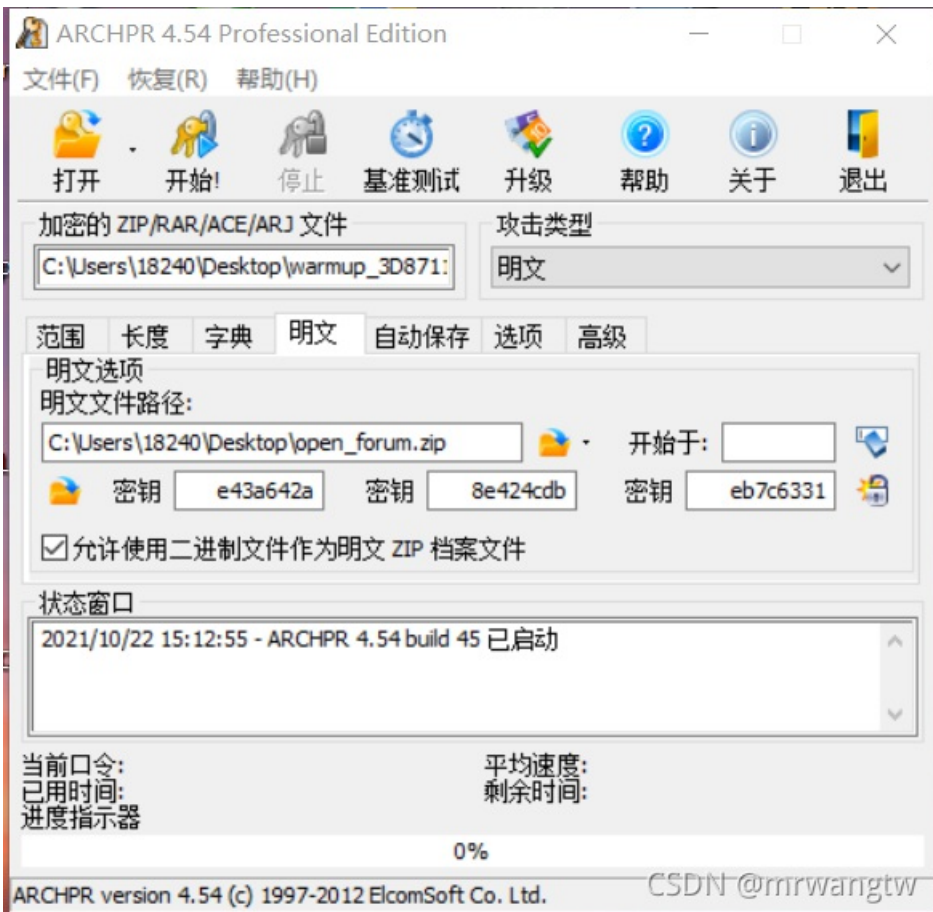 ARCHPR 4.54 Professional Edition
文件(F) 恢复(R) 帮助(H)
打开 开始! 停止 基准测试 升级 帮助 关于 退出
加密的 ZIP/RAR/ACE/ARJ 文件 攻击类型
C:\Users\18240\Desktop\warmup_3D8711 明文
范围 长度 字典 明文 自动保存 选项 高级
明文选项
明文文件路径:
C:\Users\18240\Desktop\open_forum.zip 开始于:
密钥 e43a642a 密钥 8e424cdb 密钥 eb7c6331
允许使用二进制文件作为明文 ZIP 档案文件
状态窗口
2021/10/22 15:12:55 - ARCHPR 4.54 build 45 已启动
当前口令: 平均速度:
已用时间: 剩余时间:
进度指示器
0%
ARCHPR version 4.54 (c) 1997-2012 ElcomSoft Co. Ltd.
CSDN @mrwangtw